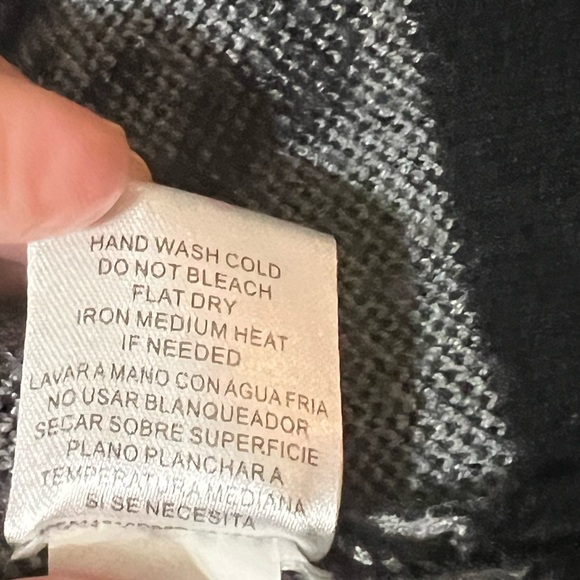 HAND WASH COLD
DO NOT BLEACH
FLAT DRY
IRON MEDIUM HEAT
IF NEEDED
LAVAR A MANO CON AGUA FRIA
NO USAR BLANQUEADOR
SECAR SOBRE SUPERFICIE
PLANO PLANCHAR A
TEMPERATURA MEDIANA
SI SE NECESITA